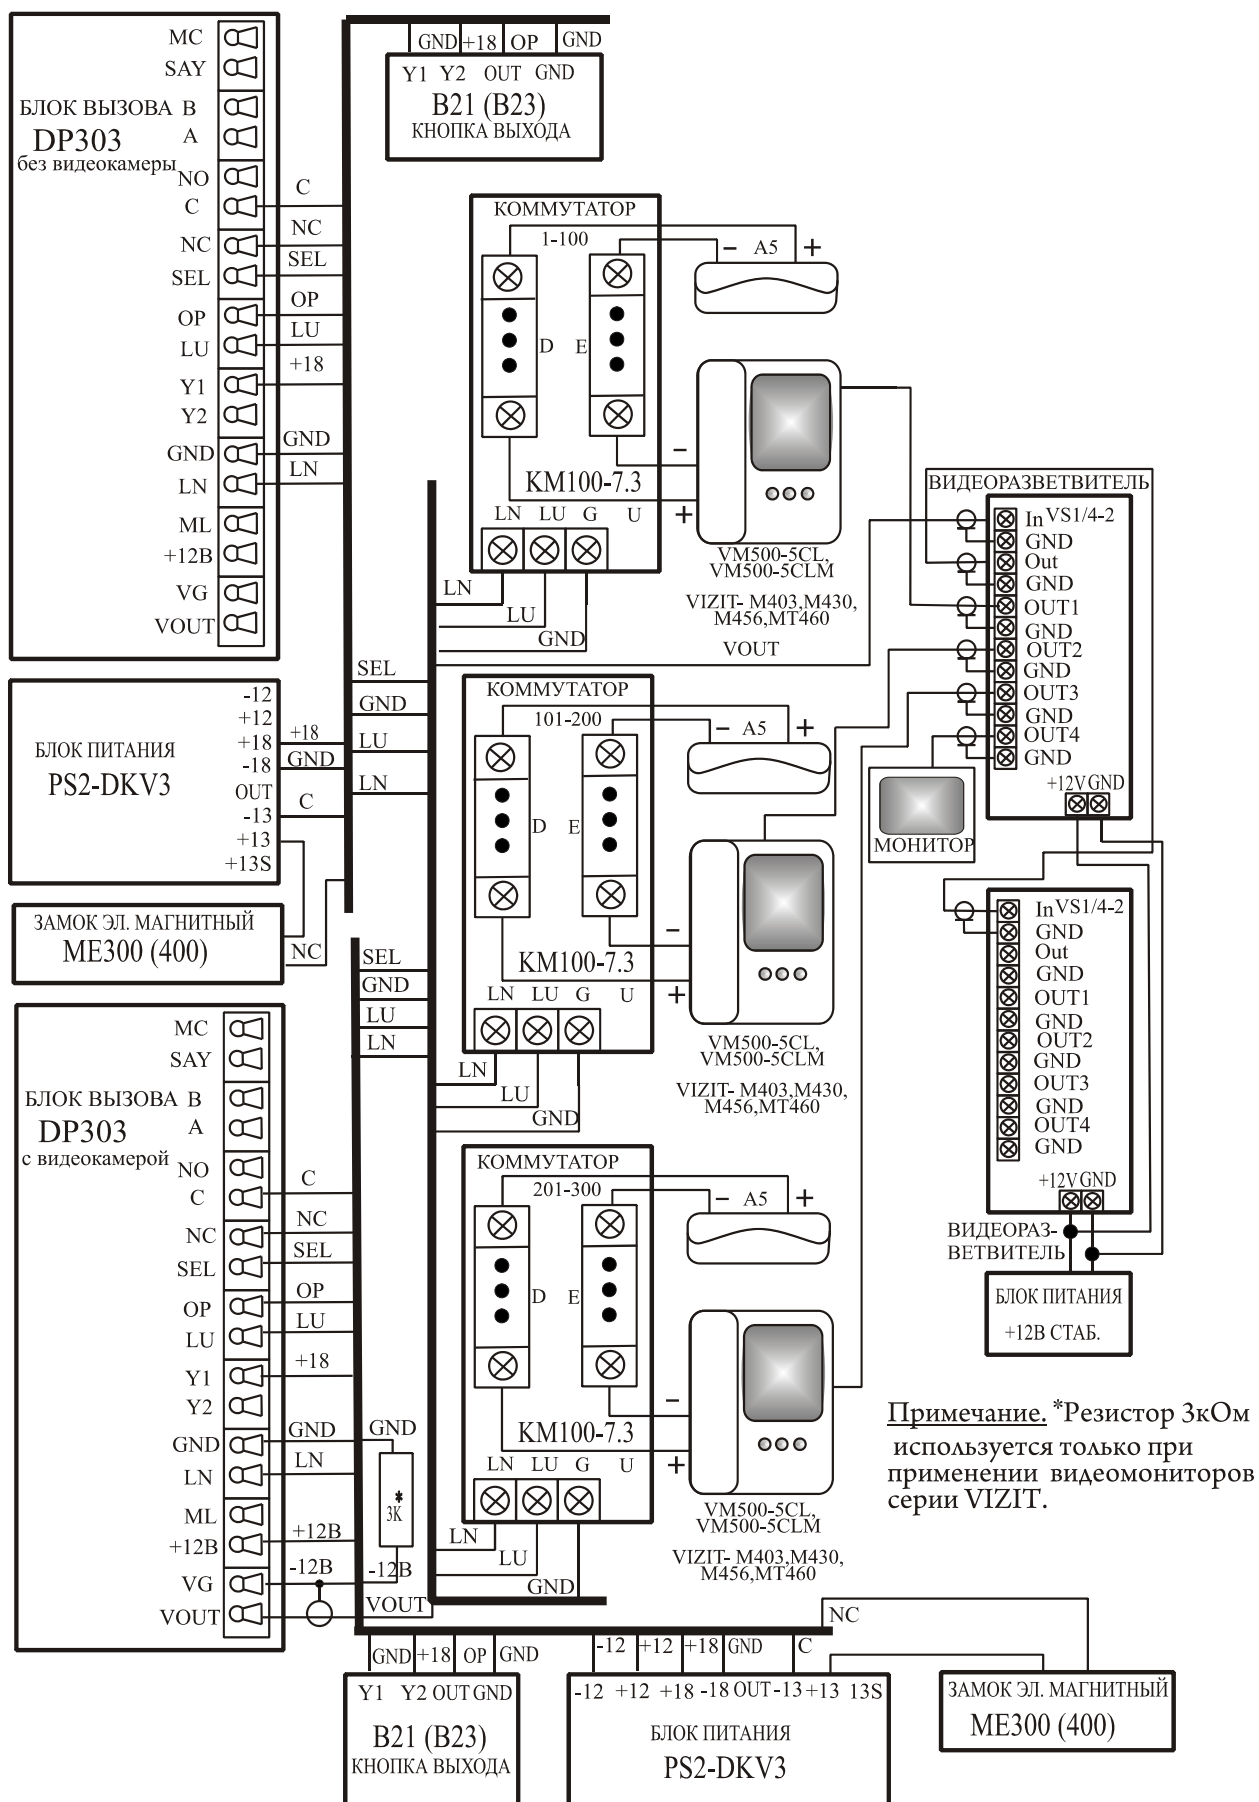 MC
SAY
БЛОК ВЫЗОВА B
DP303 A
без видеокамеры
NO
C
NC
SEL
OP
LU
Y1
Y2
GND
LN
ML
+12В
VG
VOUT
C
NC
SEL
OP
LU
+18
GND
LN
GND +18 OP GND
Y1 Y2 OUT GND
B21 (B23)
КНОПКА ВЫХОДА
КОММУТАТОР
1-100
− A5 +
D E
−
KM100-7.3
LN LU G U +
VM500-5CL,
VM500-5CLM
VIZIT- M403,M430,
M456,MT460
LN
LU
GND
VOUT
ВИДЕОРАЗВЕТВИТЕЛЬ
In VS1/4-2
GND
Out
GND
OUT1
GND
OUT2
GND
OUT3
GND
OUT4
GND
+12V GND
МОНИТОР
-12
+12
БЛОК ПИТАНИЯ +18
PS2-DKV3 -18
OUT
-13
+13
+13S
+18
GND
C
SEL
GND
LU
LN
ЗАМОК ЭЛ. МАГНИТНЫЙ
ME300 (400)
NC
КОММУТАТОР
101-200
− A5 +
D E
−
KM100-7.3
LN LU G U +
VM500-5CL,
VM500-5CLM
VIZIT- M403,M430,
M456,MT460
LN
LU
GND
SEL
GND
LU
LN
In VS1/4-2
GND
Out
GND
OUT1
GND
OUT2
GND
OUT3
GND
OUT4
GND
+12V GND
ВИДЕОРАЗ-
ВЕТВИТЕЛЬ
БЛОК ПИТАНИЯ
+12В СТАБ.
MC
SAY
БЛОК ВЫЗОВА B
DP303 A
с видеокамерой
NO
C
NC
SEL
OP
LU
Y1
Y2
GND
LN
ML
+12В
VG
VOUT
C
NC
SEL
OP
LU
+18
GND GND
LN
3К *
+12В
-12В -12В
VOUT
КОММУТАТОР
201-300
− A5 +
D E
−
KM100-7.3
LN LU G U +
VM500-5CL,
VM500-5CLM
VIZIT- M403,M430,
M456,MT460
LN
LU
GND
Примечание. *Резистор 3кОм
используется только при
применении видеомониторов
серии VIZIT.
NC
GND +18 OP GND
Y1 Y2 OUT GND
B21 (B23)
КНОПКА ВЫХОДА
-12 +12 +18 GND C
-12 +12 +18 -18 OUT -13 +13 13S
БЛОК ПИТАНИЯ
PS2-DKV3
ЗАМОК ЭЛ. МАГНИТНЫЙ
ME300 (400)